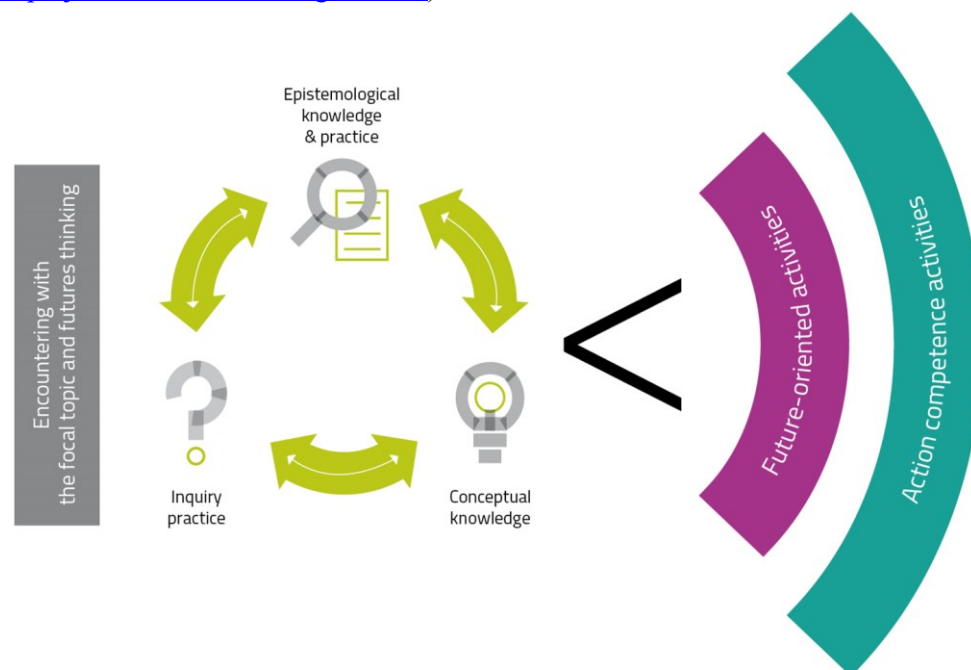 Encountering with
the focal topic and futures thinking
Epistemological
knowledge
& practice
Inquiry
practice
Conceptual
knowledge
Future-oriented activities
Action competence activities